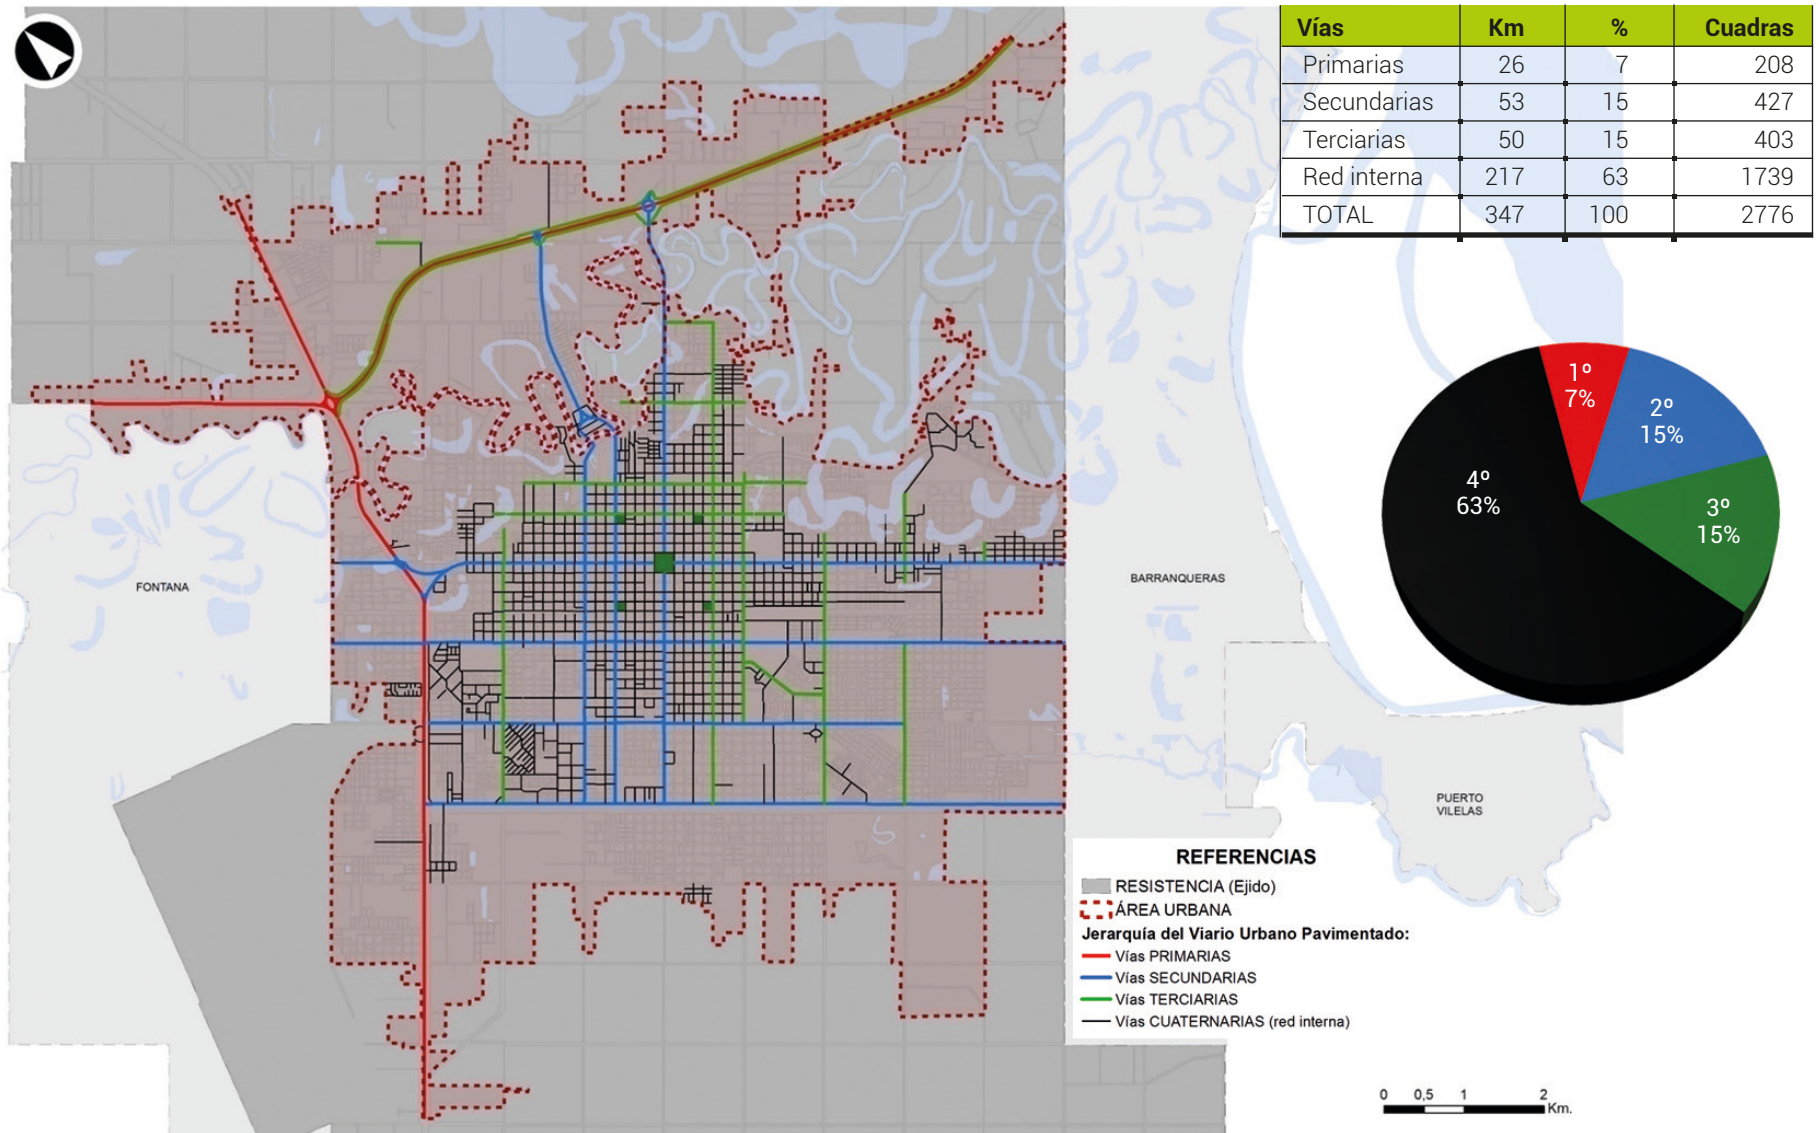 Vías Km % Cuadras
Primarias 26 7 208
Secundarias 53 15 427
Terciarias 50 15 403
Red interna 217 63 1739
TOTAL 347 100 2776
1º
7%
2º
15%
3º
15%
4º
63%
FONTANA
BARRANQUERAS
PUERTO
VILELAS
REFERENCIAS
RESISTENCIA (Ejido)
ÁREA URBANA
Jerarquía del Viario Urbano Pavimentado:
Vías PRIMARIAS
Vías SECUNDARIAS
Vías TERCIARIAS
Vías CUATERNARIAS (red interna)
0 0,5 1 2
Km.